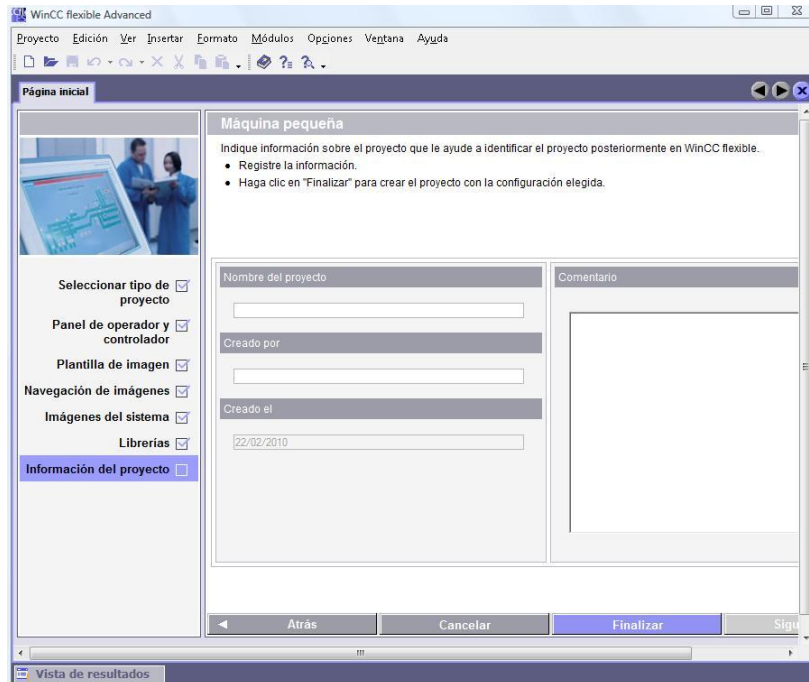 WinCC flexible Advanced
Proyecto Edición Ver Insertar Formato Módulos Opciones Ventana Ayuda
Página inicial
Máquina pequeña
Indique información sobre el proyecto que le ayude a identificar el proyecto posteriormente en WinCC flexible.
• Registre la información.
• Haga clic en "Finalizar" para crear el proyecto con la configuración elegida.
Seleccionar tipo de
proyecto
Panel de operador y
controlador
Plantilla de imagen
Navegación de imágenes
Imágenes del sistema
Librerías
Información del proyecto
Nombre del proyecto
Creado por
Creado el
22/02/2010
Comentario
Atrás Cancelar Finalizar Sigu
Vista de resultados